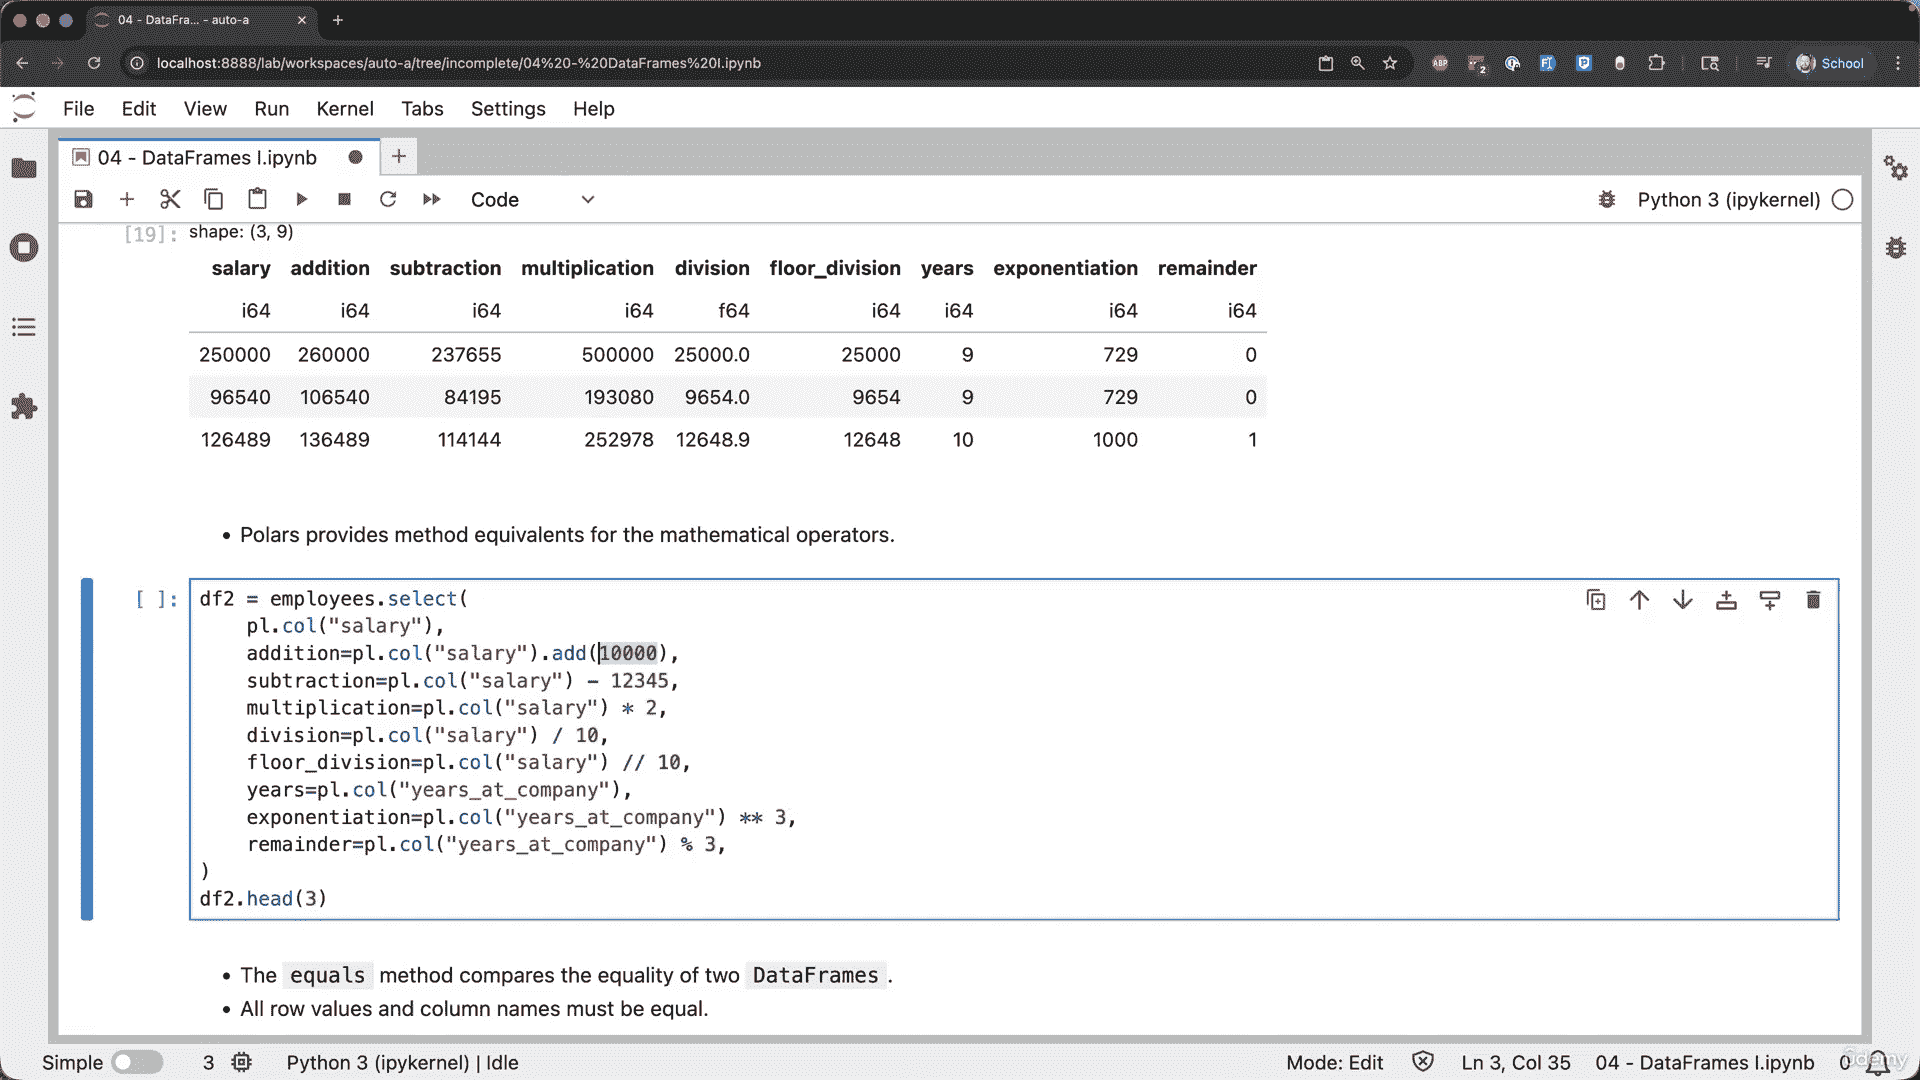 04 - DataFra... - auto-a
localhost:8888/lab/workspaces/auto-a/tree/incomplete/04%20-%20DataFrames%20I.ipynb
ABP
2
School
File Edit View Run Kernel Tabs Settings Help
04 - DataFrames I.ipynb
Code
Python 3 (ipykernel)
[19]: shape: (3, 9)
salary addition subtraction multiplication division floor_division years exponentiation remainder
i64 i64 i64 i64 f64 i64 i64 i64 i64
250000 260000 237655 500000 25000.0 25000 9 729 0
96540 106540 84195 193080 9654.0 9654 9 729 0
126489 136489 114144 252978 12648.9 12648 10 1000 1
• Polars provides method equivalents for the mathematical operators.
[ ]: df2 = employees.select(
pl.col("salary"),
addition=pl.col("salary").add(10000),
subtraction=pl.col("salary") - 12345,
multiplication=pl.col("salary") * 2,
division=pl.col("salary") / 10,
floor_division=pl.col("salary") // 10,
years=pl.col("years_at_company"),
exponentiation=pl.col("years_at_company") ** 3,
remainder=pl.col("years_at_company") % 3,
)
df2.head(3)
• The equals method compares the equality of two DataFrames.
• All row values and column names must be equal.
Simple 3 Python 3 (ipykernel) | Idle Mode: Edit Ln 3, Col 35 04 - DataFrames I.ipynb 0
ûdemy